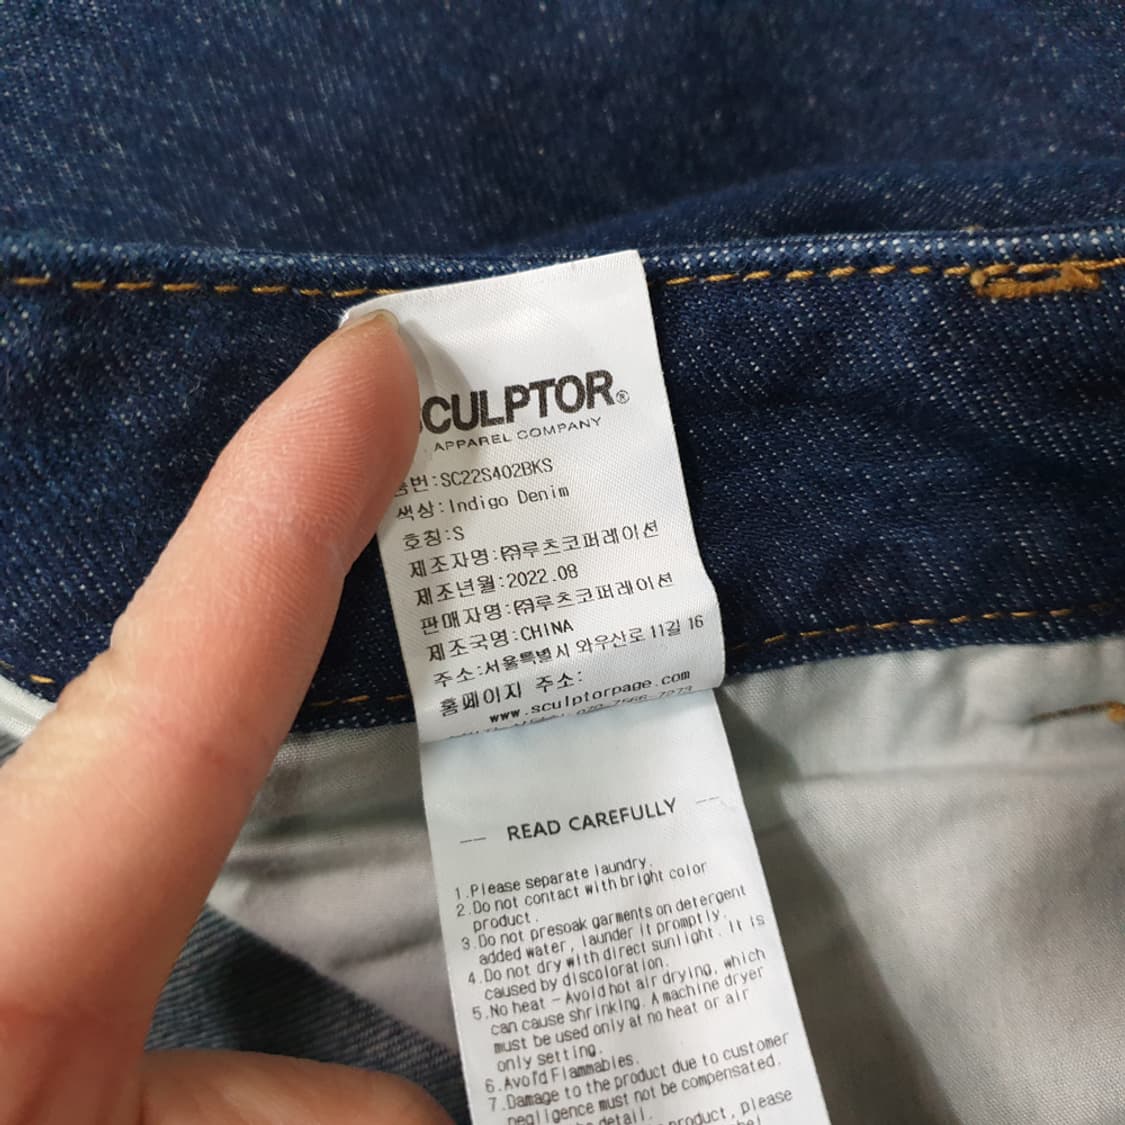 SCULPTOR®
APPAREL COMPANY
품번:SC22S402BKS
색상:Indigo Denim
호칭:S
제조자명:㈜루츠코퍼레이션
제조년월:2022.08
판매자명:㈜루츠코퍼레이션
제조국명:CHINA
주소:서울특별시 와우산로 11길 16
홈페이지 주소:
www.sculptorpage.com
READ CAREFULLY
1.Please separate laundry.
2.Do not contact with bright color
product.
3.Do not presoak garments on detergent
added water, launder it promptly.
4.Do not dry with direct sunlight. It is
caused by discoloration.
5.No heat - Avoid hot air drying, which
can cause shrinking. A machine dryer
must be used only at no heat or air
only setting.
6.Avoid Flammables.
7.Damage to the product due to customer
negligence must not be compensated.
detail.
product, please